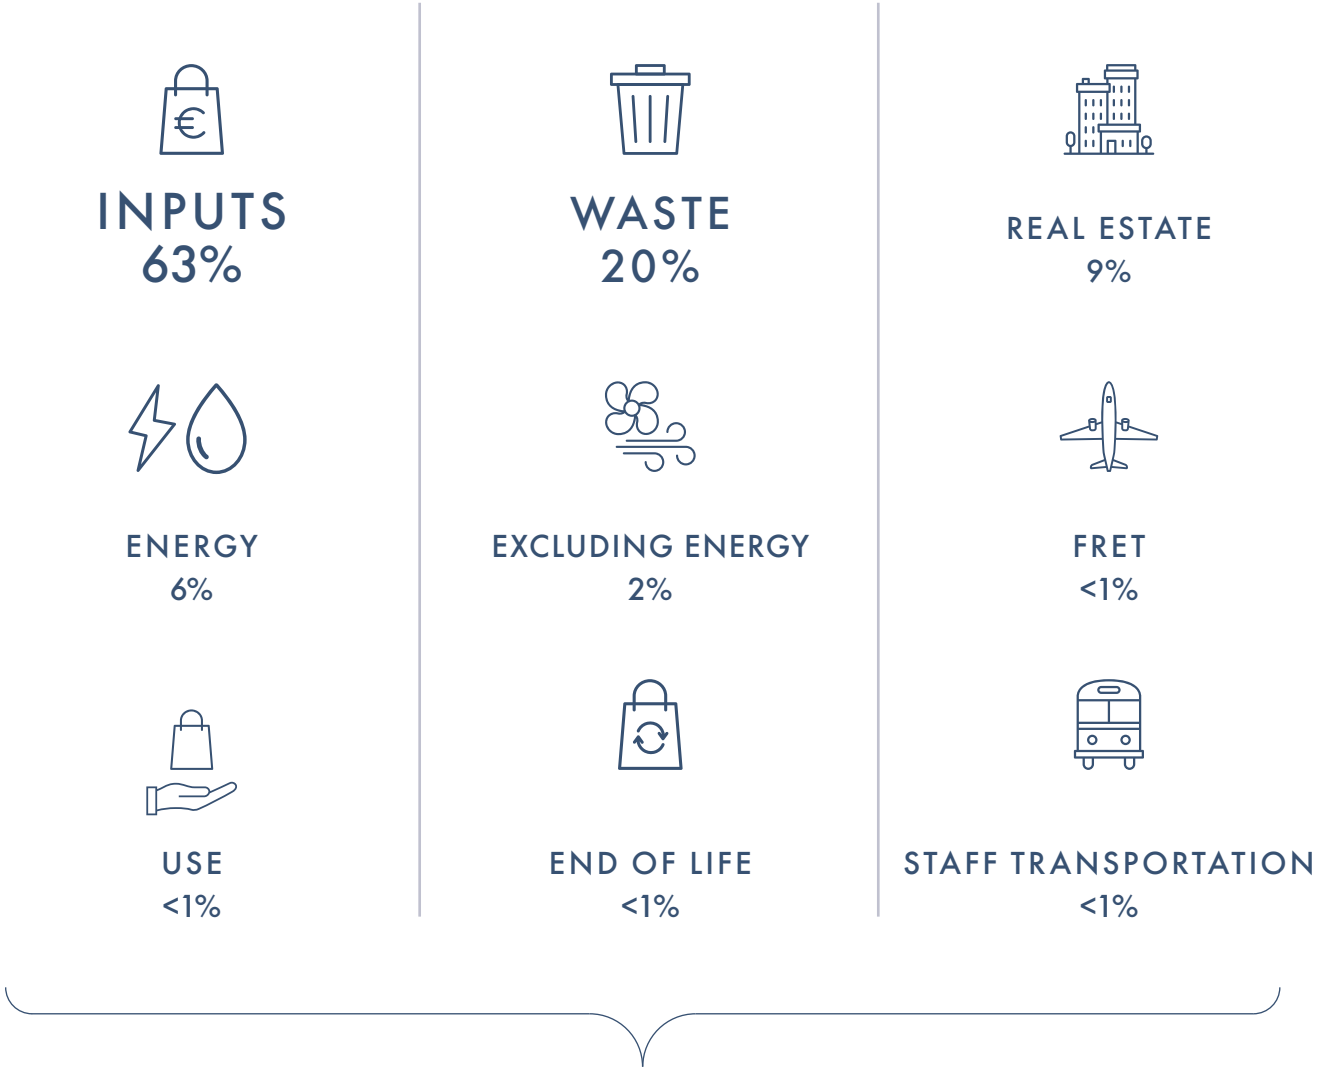 €
INPUTS
63%
WASTE
20%
REAL ESTATE
9%
ENERGY
6%
EXCLUDING ENERGY
2%
FRET
<1%
USE
<1%
END OF LIFE
<1%
STAFF TRANSPORTATION
<1%